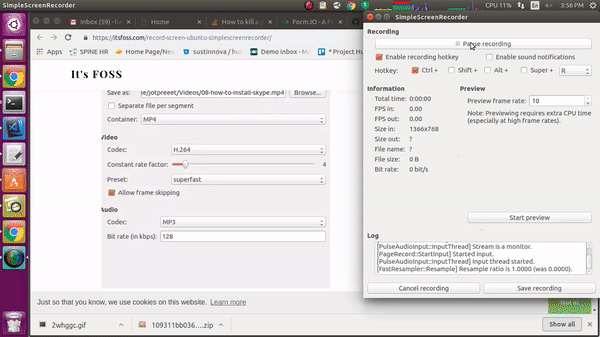 SimpleScreenRecorder
CPU 11%
En
3:56 PM
Inbox (59) - h
Home
How to kill a p
Form.IO - A F
https://itsfoss.com/record-screen-ubuntu-simplescreenrecorder/
Apps
SPINE HR
Home Page/New
sustinnova / dem
Demo inbox - M
* Project Hu
It's FOSS
Save as:
e/jotpreeet/Videos/08-how-to-install-skype.mp4
Browse...
Separate file per segment
Container:
MP4
Video
Codec:
H.264
Constant rate factor:
4
Preset:
superfast
Allow frame skipping
Audio
Codec:
MP3
Bit rate (in kbps):
128
Just so that you know, we use cookies on this website.
Learn more
2whggc.gif
109311bb036....zip
Show all
SimpleScreenRecorder
Recording
Pause recording
Enable recording hotkey
Enable sound notifications
Hotkey:
Ctrl +
Shift +
Alt +
Super +
R
Information
Total time: 0:00:00
FPS in: 0.00
FPS out: 0.00
Size in: 1366x768
Size out: ?
File name: ?
File size: 0 B
Bit rate: 0 bit/s
Preview
Preview frame rate: 10
Note: Previewing requires extra CPU time
(especially at high frame rates).
Start preview
Log
[PulseAudioInput::InputThread] Stream is a monitor.
[PageRecord::StartInput] Started input.
[PulseAudioInput::InputThread] Input thread started.
[FastResampler::Resample] Resample ratio is 1.0000 (was 0.0000).
Cancel recording
Save recording